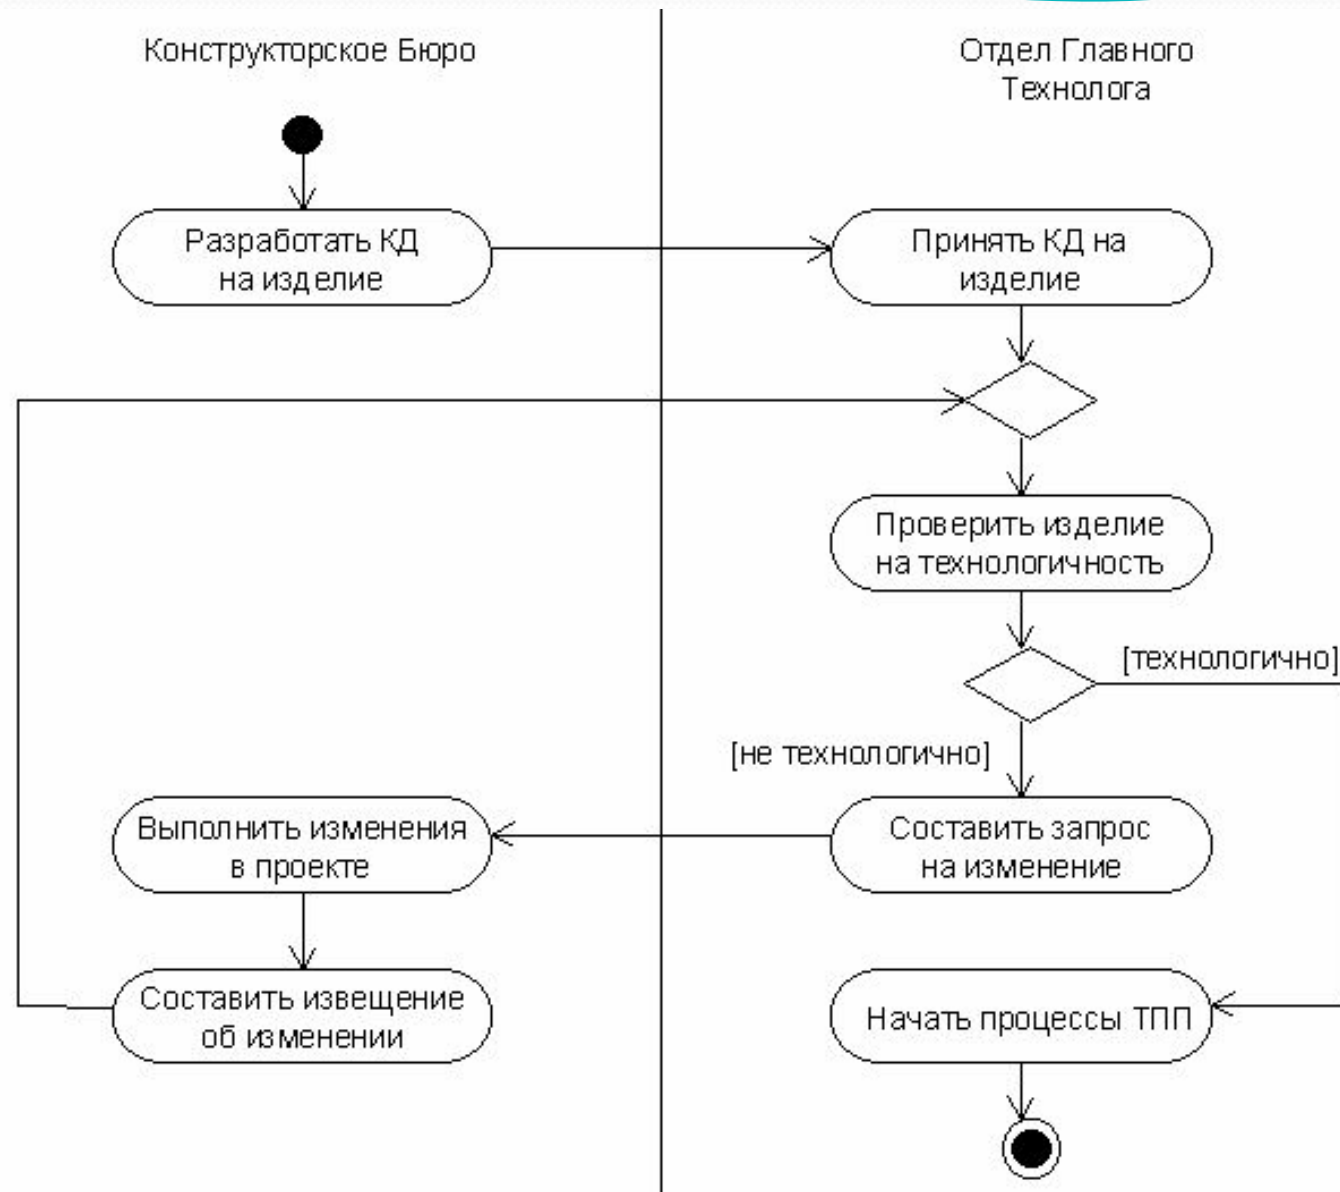 Конструкторское Бюро
Отдел Главного
Технолога
Разработать КД
на изделие
Принять КД на
изделие
Проверить изделие
на технологичность
[технологично]
[не технологично]
Выполнить изменения
в проекте
Составить запрос
на изменение
Составить извещение
об изменении
Начать процессы ТПП